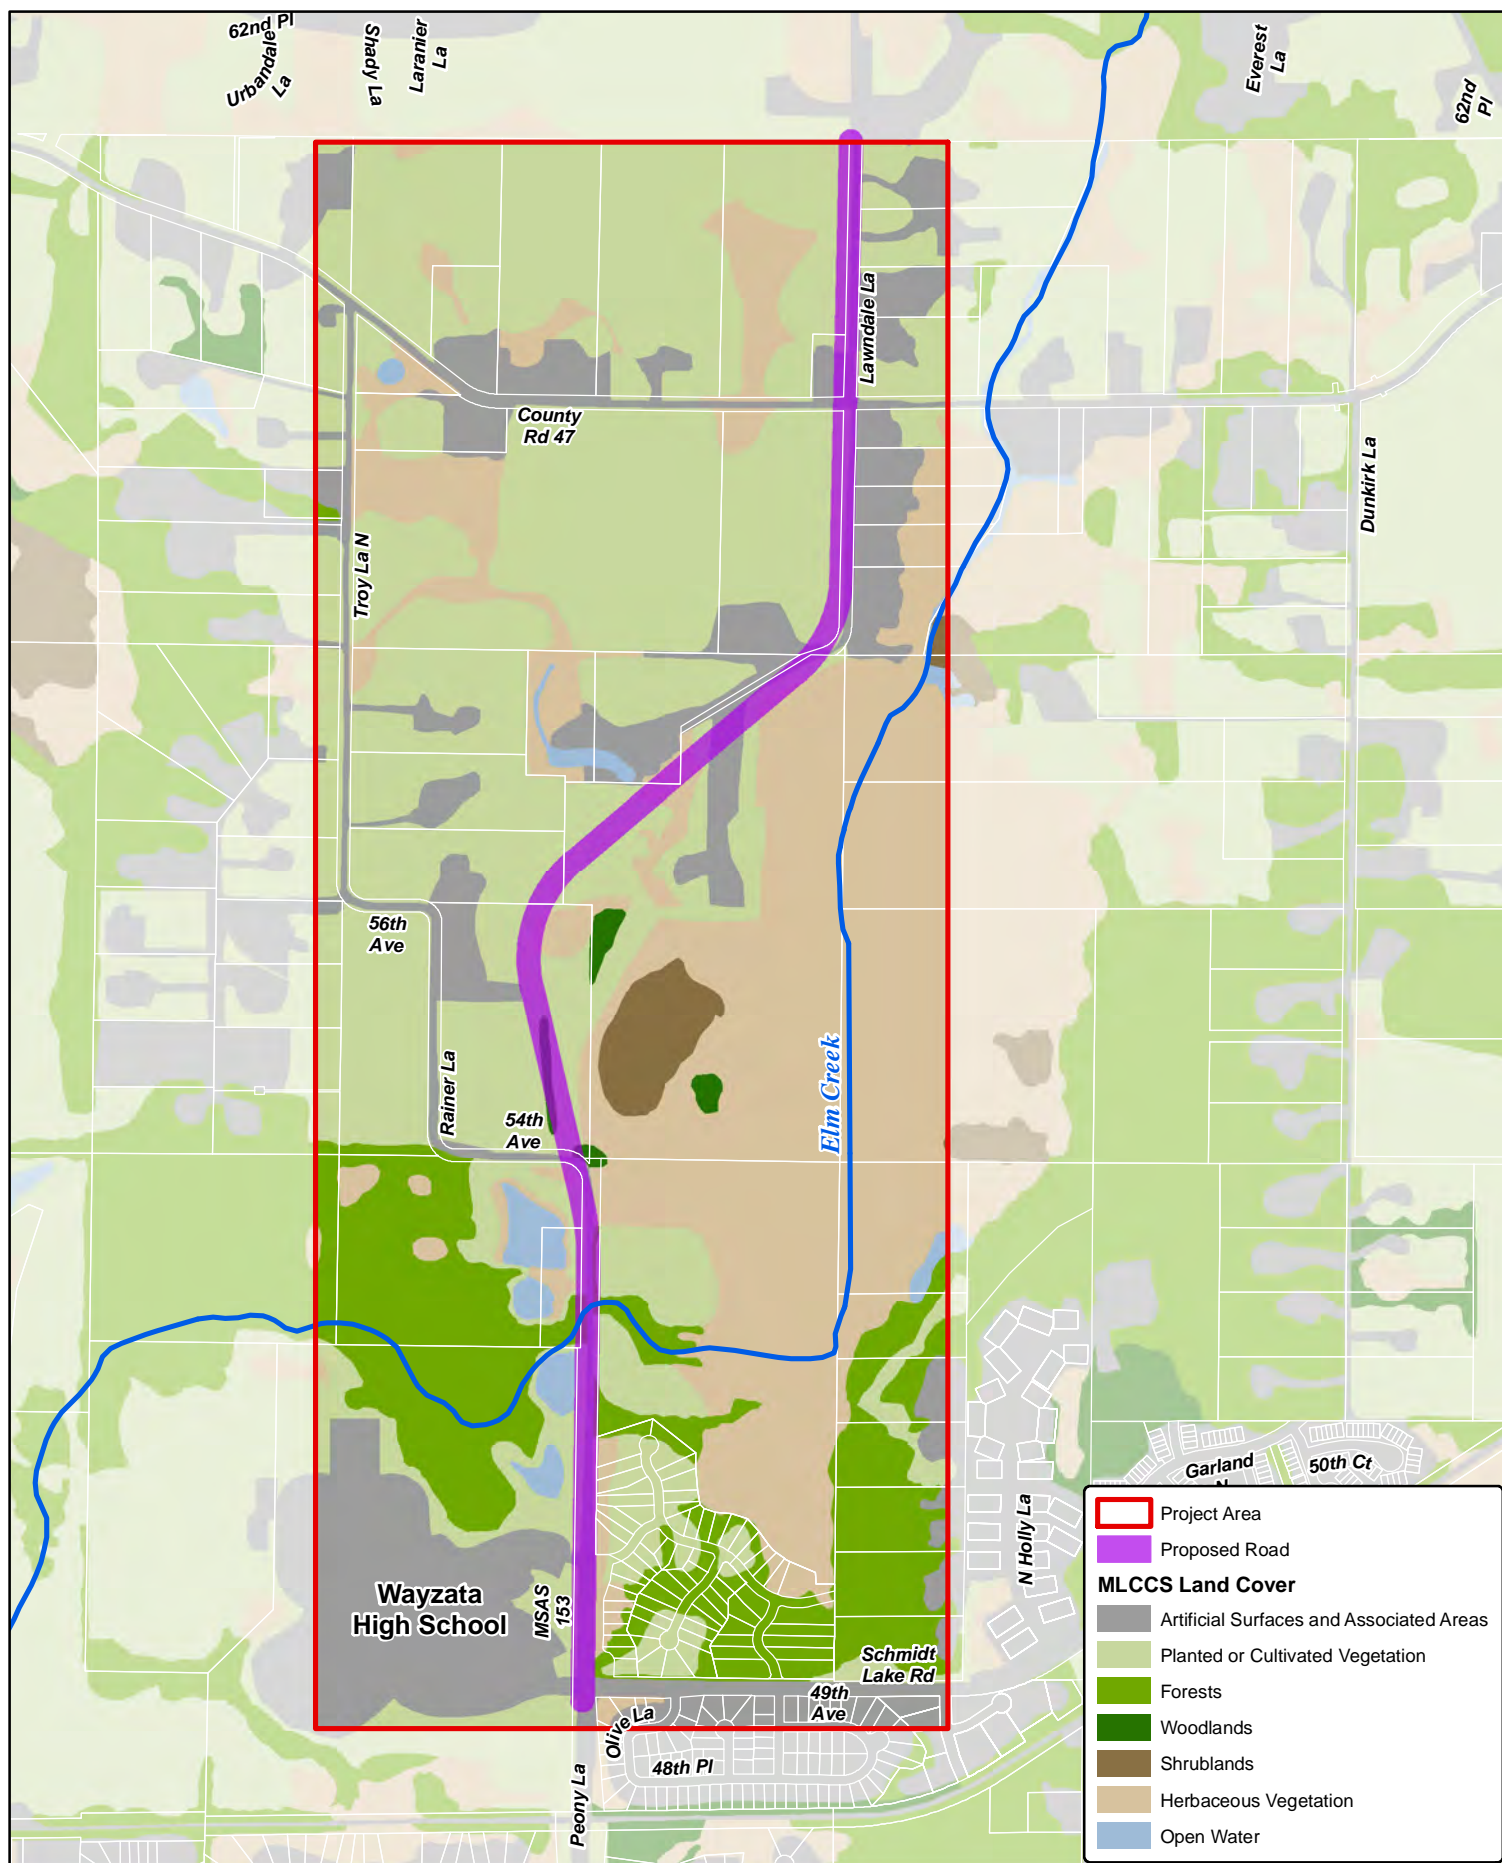 62nd Pl
Urbandale
La
Shady La
Laranier
La
Everest
La
62nd
Pl
Lawndale La
County
Rd 47
Dunkirk La
Troy La N
56th
Ave
Rainer La
54th
Ave
Elm Creek
Garland
50th Ct
N Holly La
Wayzata
High School
MSAS
153
Schmidt
Lake Rd
49th
Ave
Olive La
48th Pl
Peony La
Project Area
Proposed Road
MLCCS Land Cover
Artificial Surfaces and Associated Areas
Planted or Cultivated Vegetation
Forests
Woodlands
Shrublands
Herbaceous Vegetation
Open Water